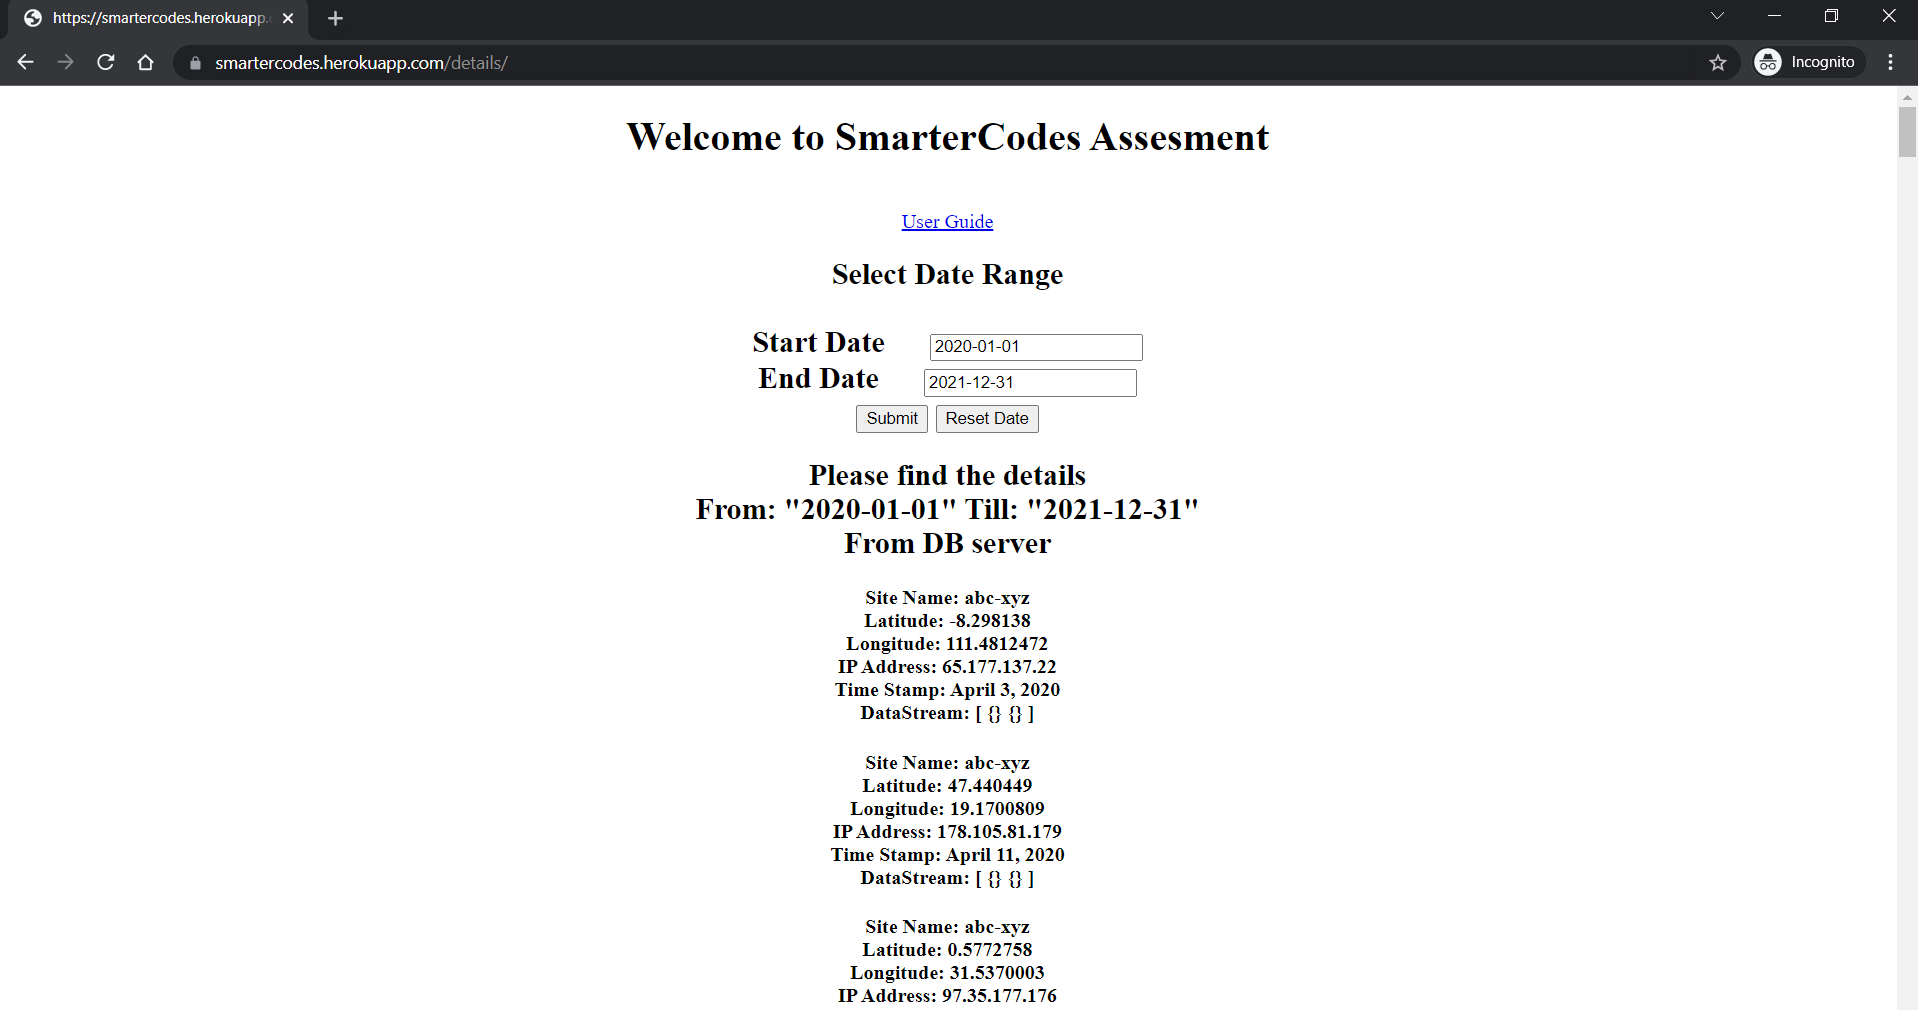 https://smartercodes.herokuapp.c
smartercodes.herokuapp.com/details/
Incognito
Welcome to SmarterCodes Assesment
User Guide
Select Date Range
Start Date 2020-01-01
End Date 2021-12-31
Submit Reset Date
Please find the details
From: "2020-01-01" Till: "2021-12-31"
From DB server
Site Name: abc-xyz
Latitude: -8.298138
Longitude: 111.4812472
IP Address: 65.177.137.22
Time Stamp: April 3, 2020
DataStream: [ {} {} ]
Site Name: abc-xyz
Latitude: 47.440449
Longitude: 19.1700809
IP Address: 178.105.81.179
Time Stamp: April 11, 2020
DataStream: [ {} {} ]
Site Name: abc-xyz
Latitude: 0.5772758
Longitude: 31.5370003
IP Address: 97.35.177.176